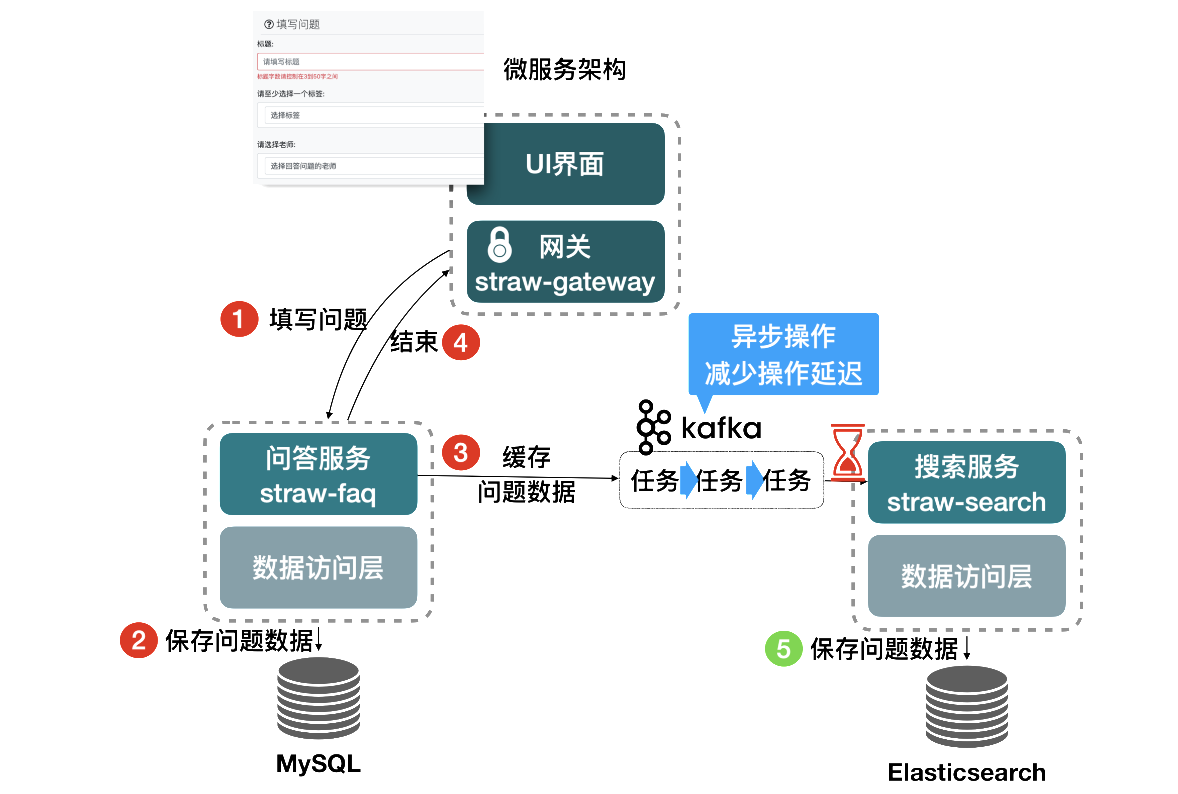 填写问题
标题:
请填写标题
标题字数请控制在3到50字之间
请至少选择一个标签:
选择标签
请选择老师:
选择回答问题的老师
微服务架构
UI界面
网关
straw-gateway
1 填写问题
结束 4
异步操作
减少操作延迟
kafka
问答服务
straw-faq
数据访问层
3 缓存
问题数据
任务 任务 任务
搜索服务
straw-search
数据访问层
2 保存问题数据
MySQL
5 保存问题数据
Elasticsearch